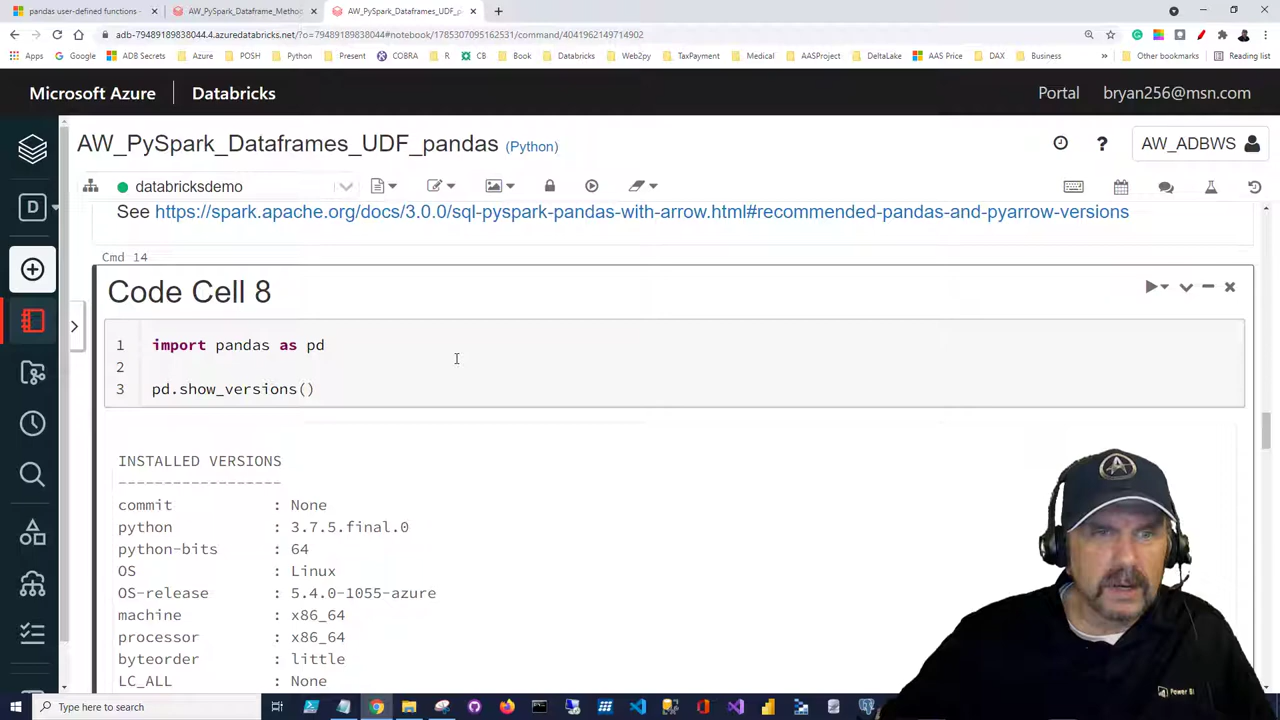 pandas user-defined functions -
AW_PySpark_Dataframe_Metho
AW_PySpark_Dataframes_UDF_p
adb-79489189838044.4.azuredatabricks.net/?o=79489189838044#notebook/1785307095162531/command/4041962149714902
Apps Google ADB Secrets Azure POSH Python Present COBRA R CB Book Databricks Web2py TaxPayment Medical AASProject DeltaLake AAS Price DAX Business » Other bookmarks Reading list
Microsoft Azure Databricks Portal bryan256@msn.com
AW_PySpark_Dataframes_UDF_pandas (Python) ? AW_ADBWS
D databricksdemo
See https://spark.apache.org/docs/3.0.0/sql-pyspark-pandas-with-arrow.html#recommended-pandas-and-pyarrow-versions
Cmd 14
Code Cell 8
1 import pandas as pd
2
3 pd.show_versions()
INSTALLED VERSIONS
------------------
commit : None
python : 3.7.5.final.0
python-bits : 64
OS : Linux
OS-release : 5.4.0-1055-azure
machine : x86_64
processor : x86_64
byteorder : little
LC_ALL : None
Power BI
Type here to search